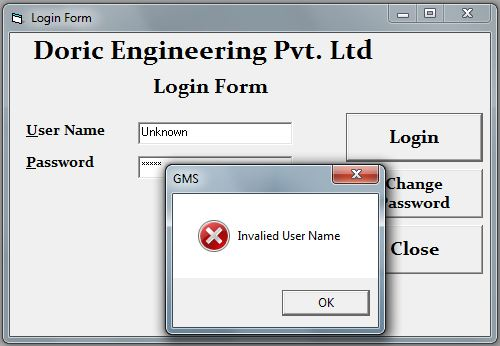 Login Form
Doric Engineering Pvt. Ltd
Login Form
User Name
Unknown
Login
Password
xxxxx
Change
Password
Close
GMS
Invalied User Name
OK